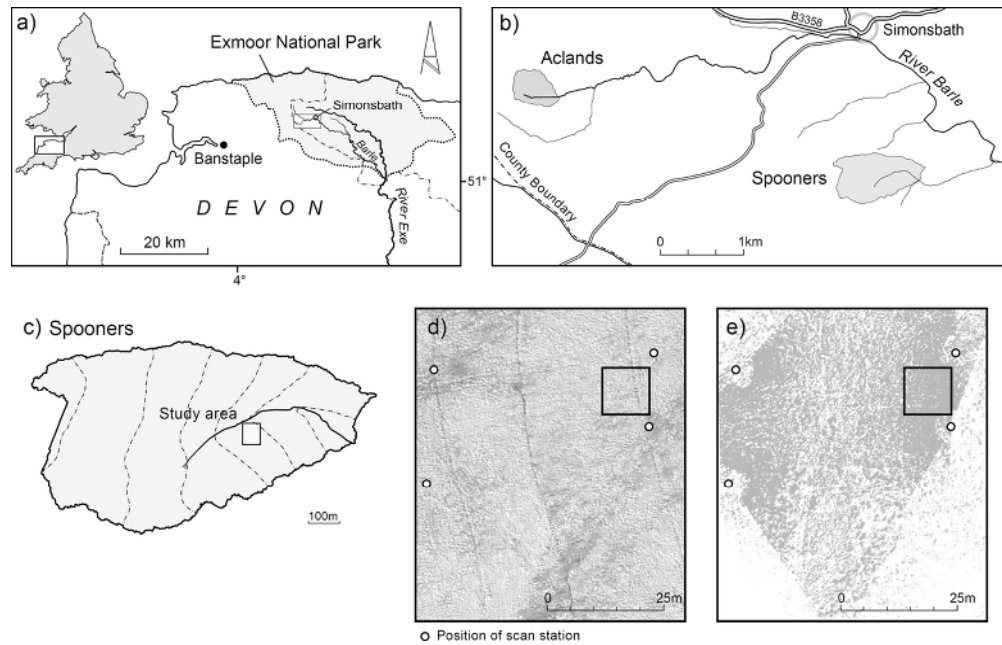 a)
Exmoor National Park
Simonsbath
Barle
Banstaple
River Exe
51°
DEVON
20 km
4°
b)
B3358
Simonsbath
Aclands
River Barle
County Boundary
Spooners
0 1km
c) Spooners
Study area
100m
d)
0 25m
e)
0 25m
Position of scan station